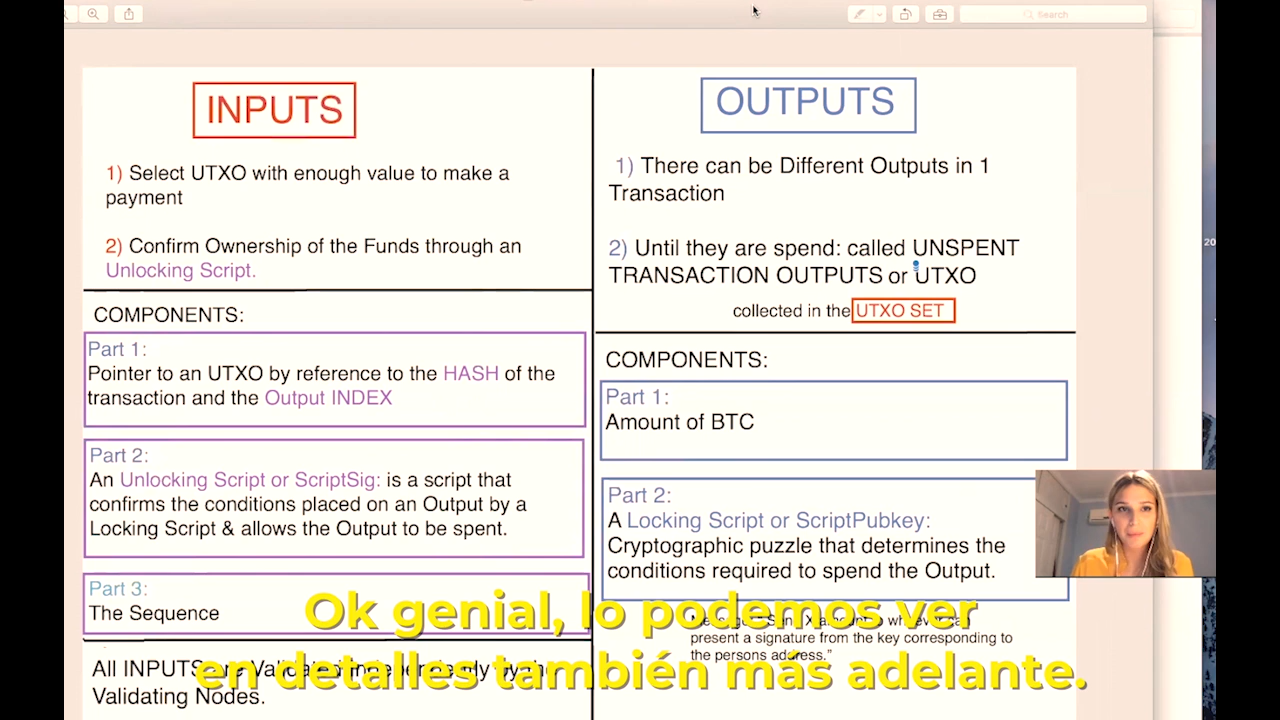 Search
INPUTS
1) Select UTXO with enough value to make a
payment
2) Confirm Ownership of the Funds through an
Unlocking Script.
COMPONENTS:
Part 1:
Pointer to an UTXO by reference to the HASH of the
transaction and the Output INDEX
Part 2:
An Unlocking Script or ScriptSig: is a script that
confirms the conditions placed on an Output by a
Locking Script & allows the Output to be spent.
Part 3:
The Sequence
All INPUTS
Validating Nodes.
OUTPUTS
1) There can be Different Outputs in 1
Transaction
2) Until they are spend: called UNSPENT
TRANSACTION OUTPUTS or UTXO
collected in the UTXO SET
COMPONENTS:
Part 1:
Amount of BTC
Part 2:
A Locking Script or ScriptPubkey:
Cryptographic puzzle that determines the
conditions required to spend the Output.
present a signature from the key corresponding to
the persons address.”
20
Ok genial, lo podemos ver
en detalles también más adelante.